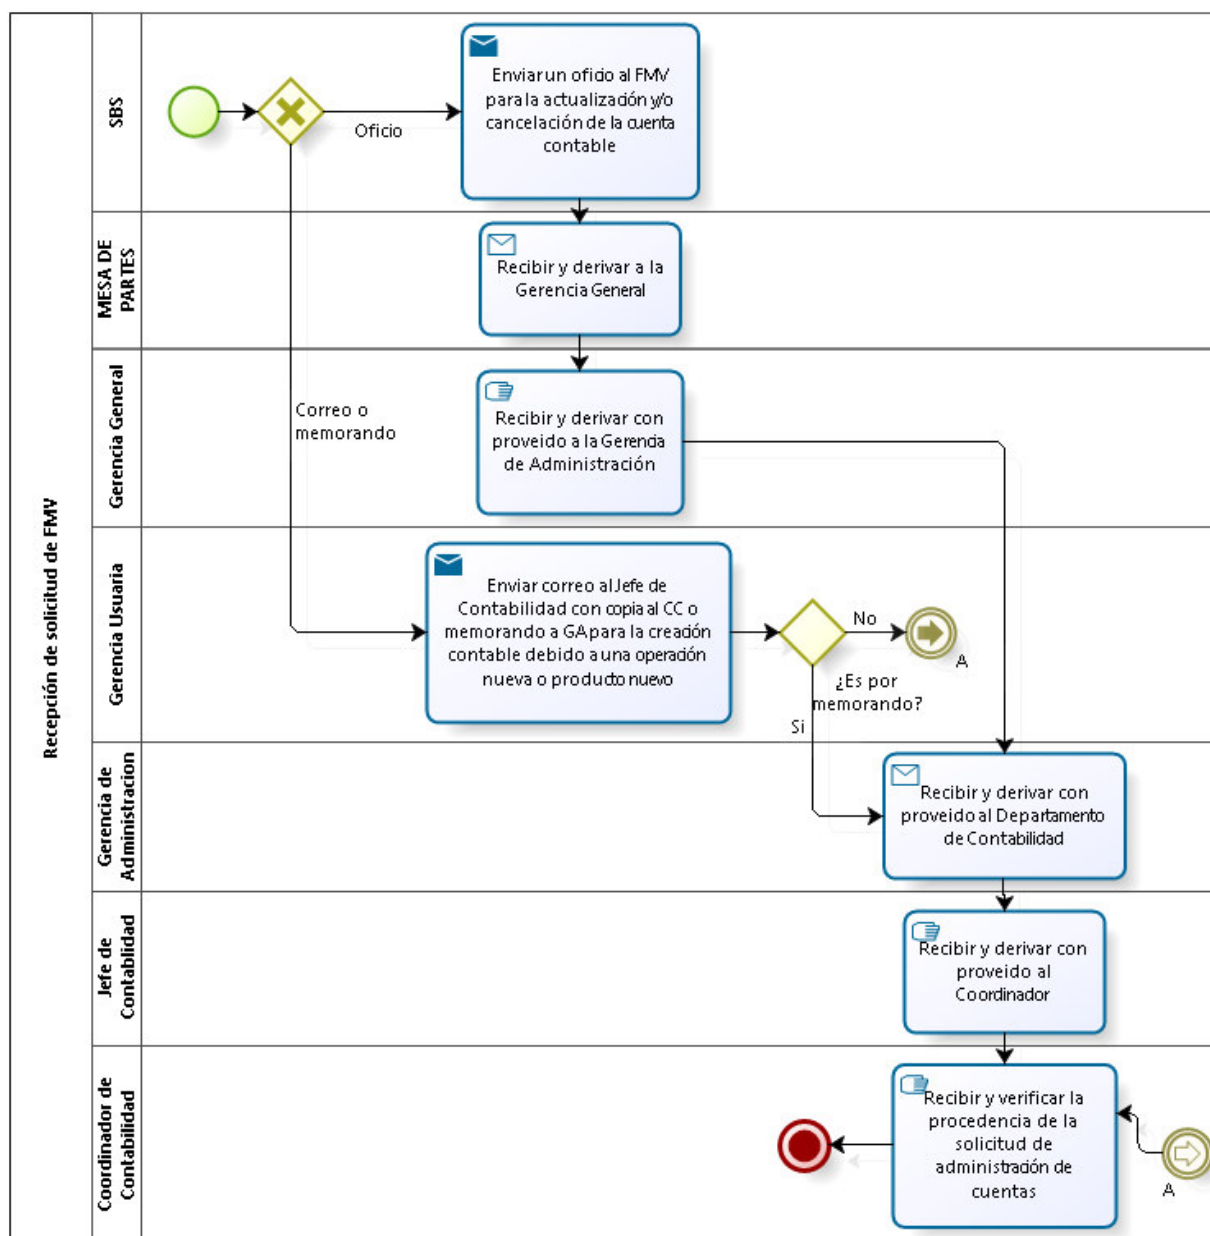 Recepción de solicitud de FMV
SBS
Enviar un oficio al FMV
para la actualización y/o
cancelación de la cuenta
contable
Oficio
MESA DE
PARTES
Recibir y derivar a la
Gerencia General
Gerencia General
Correo o
memorando
Recibir y derivar con
proveido a la Gerencia
de Administración
Gerencia Usuaria
Enviar correo al Jefe de
Contabilidad con copia al CC o
memorando a GA para la creación
contable debido a una operación
nueva o producto nuevo
No
A
¿Es por
memorando?
Si
Gerencia de
Administracion
Recibir y derivar con
proveido al Departamento
de Contabilidad
Jefe de
Contablidad
Recibir y derivar con
proveido al
Coordinador
Coordinador de
Contabilidad
Recibir y verificar la
procedencia de la
solicitud de
administración de
cuentas
A